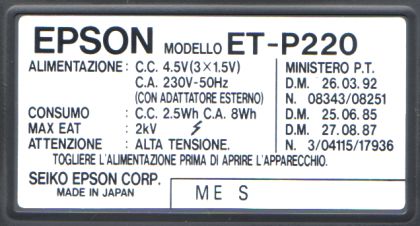 EPSON MODELLO ET-P220
ALIMENTAZIONE : C.C. 4.5V (3×1.5V)
C.A. 230V-50Hz
(CON ADATTATORE ESTERNO)
CONSUMO : C.C. 2.5Wh C.A. 8Wh
MAX EAT : 2kV
ATTENZIONE : ALTA TENSIONE.
MINISTERO P.T.
D.M. 26.03.92
N. 08343/08251
D.M. 25.06.85
D.M. 27.08.87
N. 3/04115/17936
TOGLIERE L'ALIMENTAZIONE PRIMA DI APRIRE L'APPARECCHIO.
SEIKO EPSON CORP.
MADE IN JAPAN
ME S